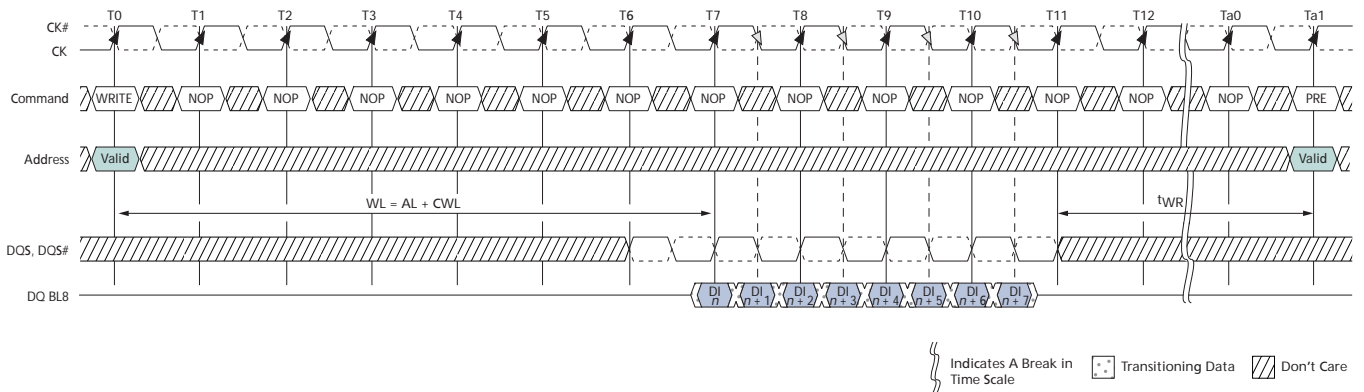 T0 T1 T2 T3 T4 T5 T6 T7 T8 T9 T10 T11 T12 Ta0 Ta1
CK#
CK
Command WRITE NOP NOP NOP NOP NOP NOP NOP NOP NOP NOP NOP NOP NOP PRE
Address Valid Valid
WL = AL + CWL tWR
DQS, DQS#
DQ BL8 DI n DI n + 1 DI n + 2 DI n + 3 DI n + 4 DI n + 5 DI n + 6 DI n + 7
Indicates A Break in
Time Scale
Transitioning Data
Don't Care